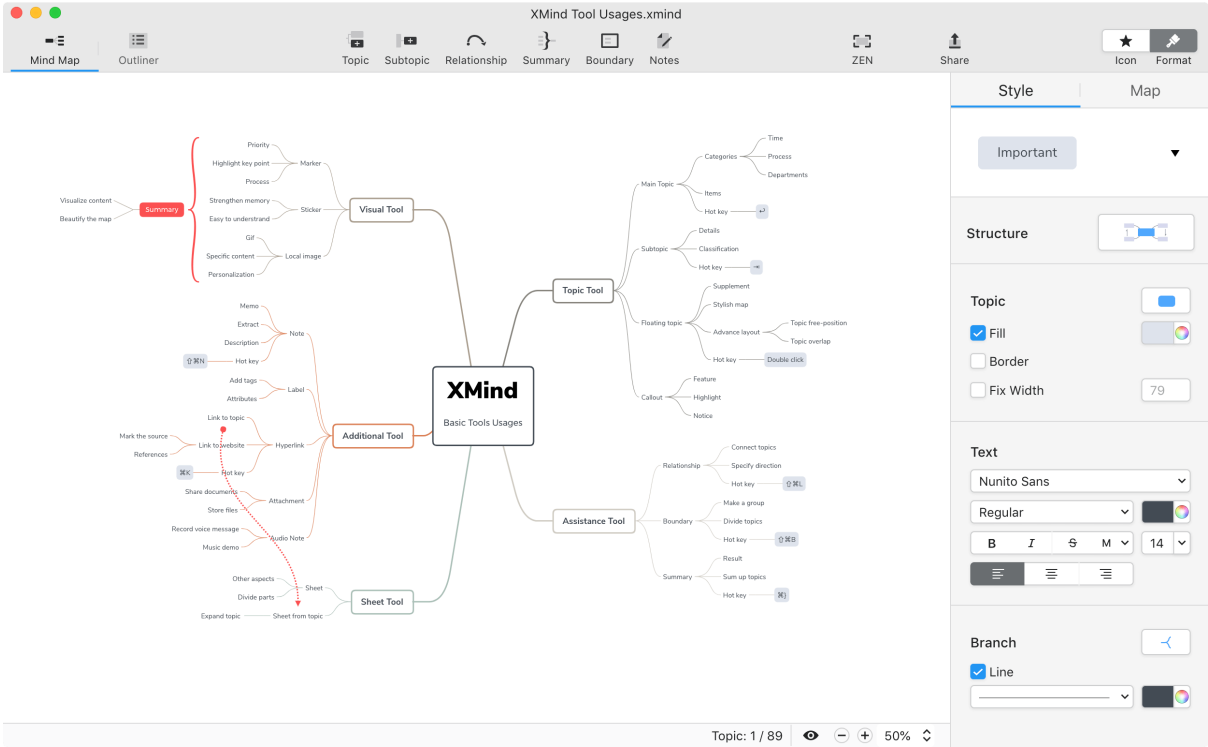 XMind Tool Usages.xmind
Mind Map
Outliner
Topic
Subtopic
Relationship
Summary
Boundary
Notes
ZEN
Share
Icon
Format
Visualize content
Beautify the map
Summary
Priority
Highlight key point
Process
Marker
Strengthen memory
Easy to understrand
Sticker
Gif
Specific content
Personalization
Local image
Visual Tool
Memo
Extract
Description
⇧⌘N
Hot key
Note
Add tags
Attributes
Label
Link to topic
Mark the source
References
Link to website
⌘K
Hot key
Hyperlink
Share documents
Store files
Attachment
Record voice message
Music demo
Audio Note
Additional Tool
Other aspects
Divide parts
Sheet
Expand topic
Sheet from topic
Sheet Tool
XMind
Basic Tools Usages
Topic Tool
Main Topic
Categories
Time
Process
Departments
Items
Hot key
↩
Subtopic
Details
Classification
Hot key
⇥
Floating topic
Supplement
Stylish map
Advance layout
Topic free-position
Topic overlap
Hot key
Double click
Callout
Feature
Highlight
Notice
Assistance Tool
Relationship
Connect topics
Specify direction
Hot key
⇧⌘L
Boundary
Make a group
Divide topics
Hot key
⇧⌘B
Summary
Result
Sum up topics
Hot key
⌘]
Style
Map
Important
Structure
Topic
Fill
Border
Fix Width
79
Text
Nunito Sans
Regular
B I S M
14
Branch
Line
Topic: 1 / 89
50%